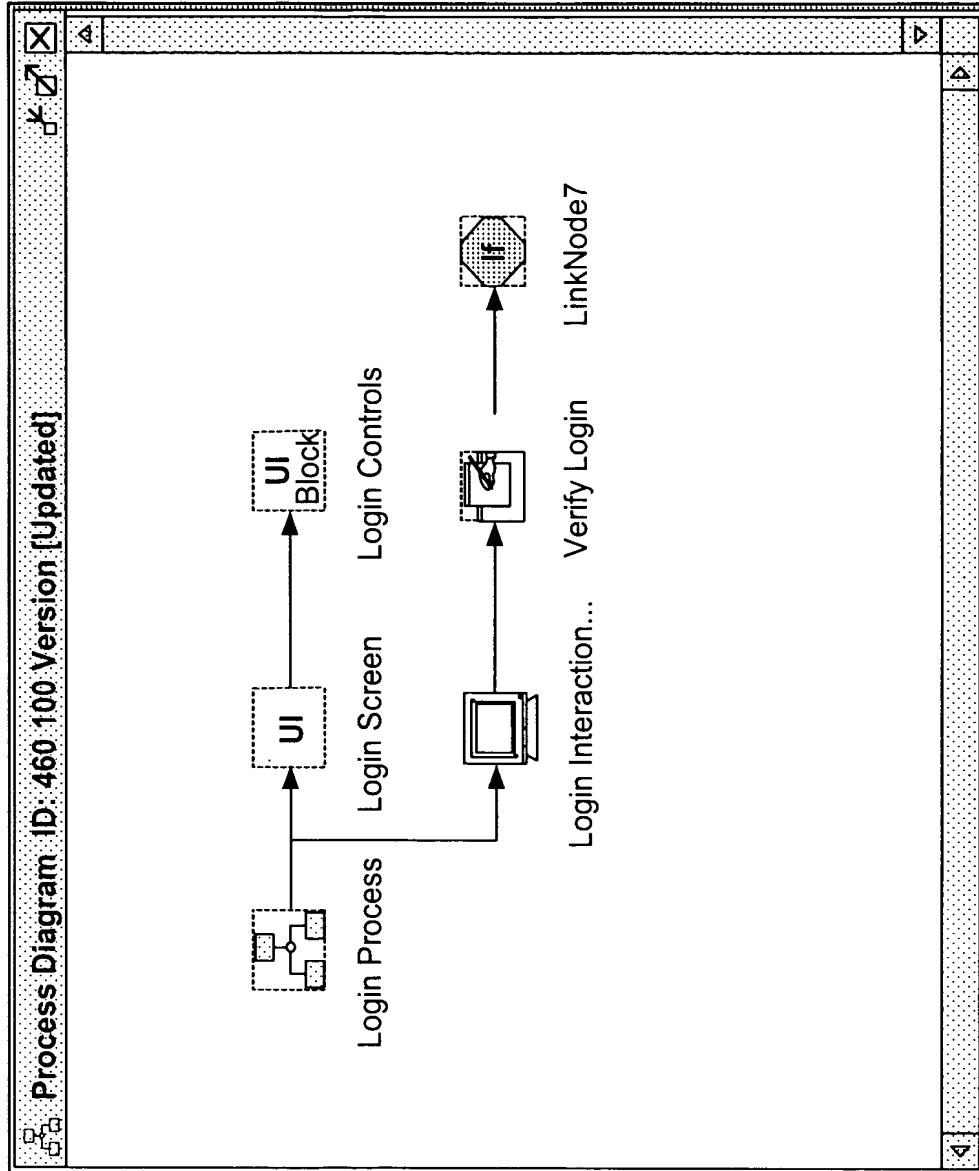 Process Diagram ID: 460 100 Version [Updated]
UI
UI
Block
Login Process
Login Screen
Login Controls
If
Login Interaction...
Verify Login
LinkNode7